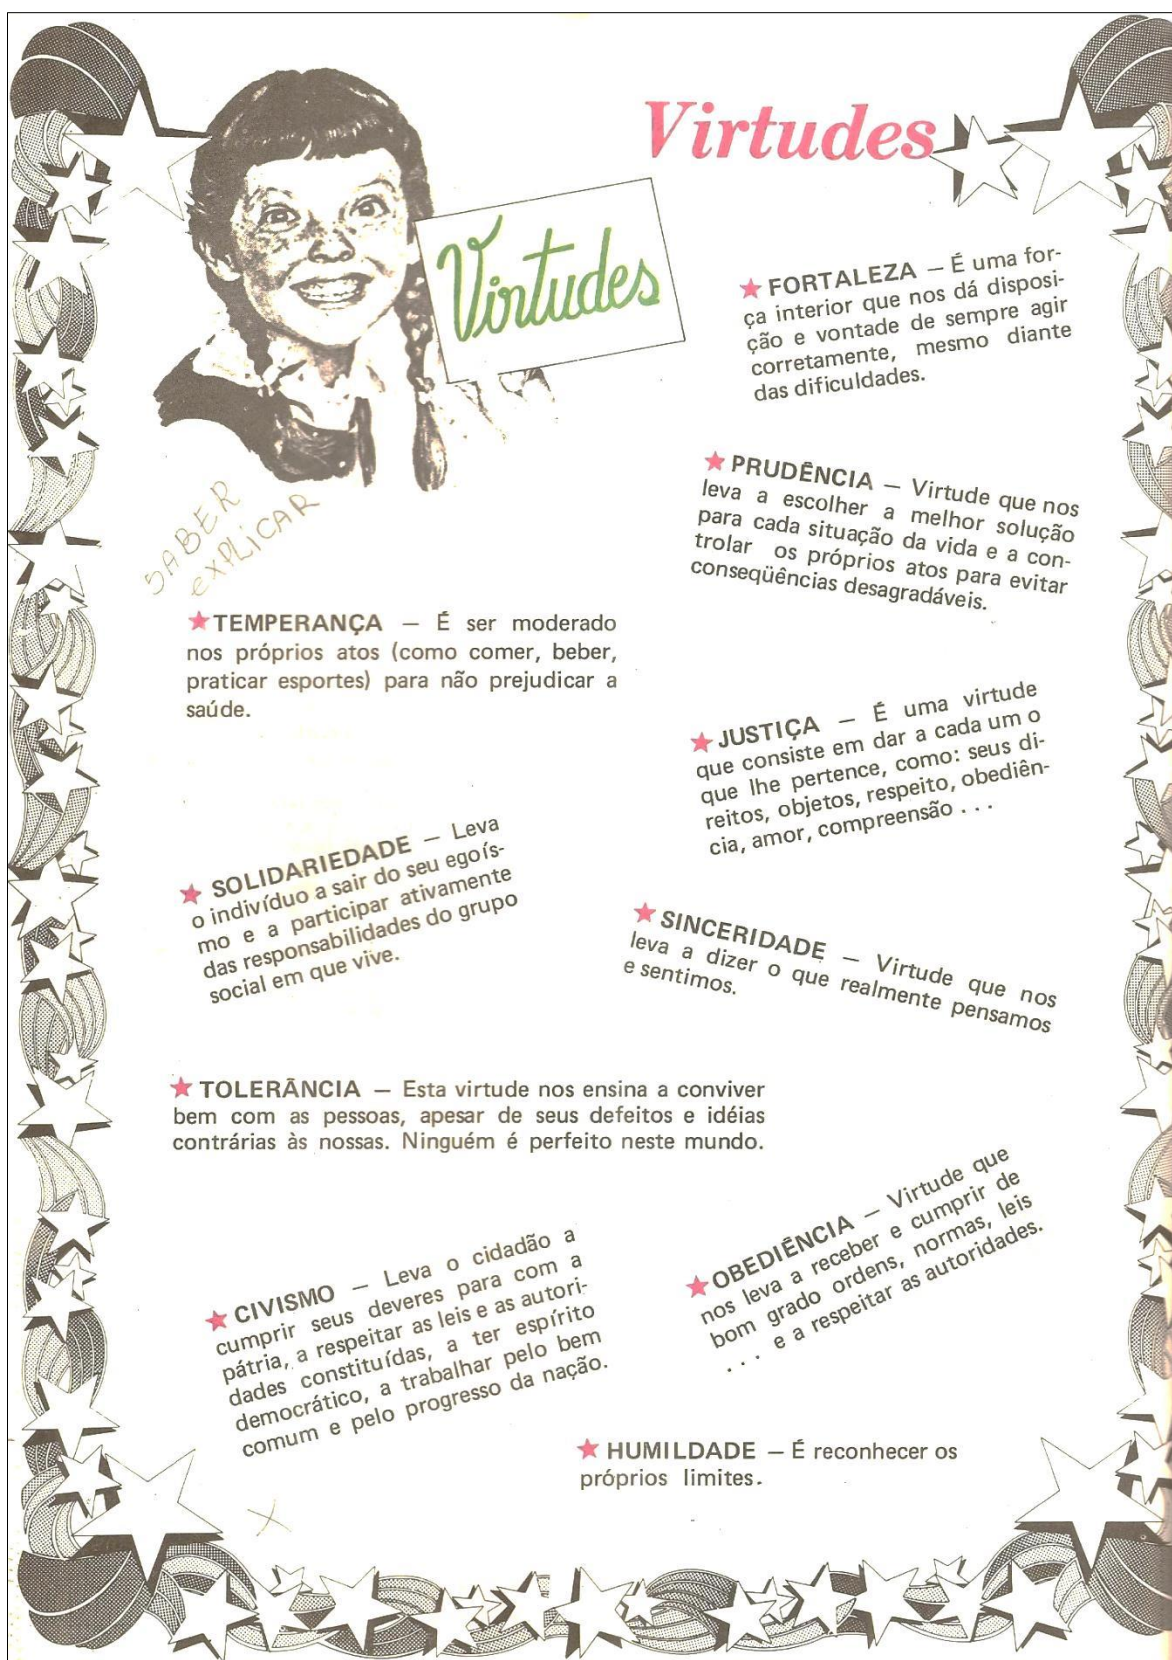 Virtudes
Virtudes
★ FORTALEZA — É uma for-
ça interior que nos dá disposi-
ção e vontade de sempre agir
corretamente, mesmo diante
das dificuldades.
★ PRUDÊNCIA — Virtude que nos
leva a escolher a melhor solução
para cada situação da vida e a con-
trolar os próprios atos para evitar
conseqüências desagradáveis.
SABER
eXPLiCAR
★ TEMPERANÇA — É ser moderado
nos próprios atos (como comer, beber,
praticar esportes) para não prejudicar a
saúde.
★ JUSTIÇA — É uma virtude
que consiste em dar a cada um o
que lhe pertence, como: seus di-
reitos, objetos, respeito, obediên-
cia, amor, compreensão . . .
★ SOLIDARIEDADE — Leva
o indivíduo a sair do seu egoís-
mo e a participar ativamente
das responsabilidades do grupo
social em que vive.
★ SINCERIDADE — Virtude que nos
leva a dizer o que realmente pensamos
e sentimos.
★ TOLERÂNCIA — Esta virtude nos ensina a conviver
bem com as pessoas, apesar de seus defeitos e idéias
contrárias às nossas. Ninguém é perfeito neste mundo.
★ OBEDIÊNCIA — Virtude que
nos leva a receber e cumprir de
bom grado ordens, normas, leis
. . . e a respeitar as autoridades.
★ CIVISMO — Leva o cidadão a
cumprir seus deveres para com a
pátria, a respeitar as leis e as autori-
dades constituídas, a ter espírito
democrático, a trabalhar pelo bem
comum e pelo progresso da nação.
★ HUMILDADE — É reconhecer os
próprios limites.
X